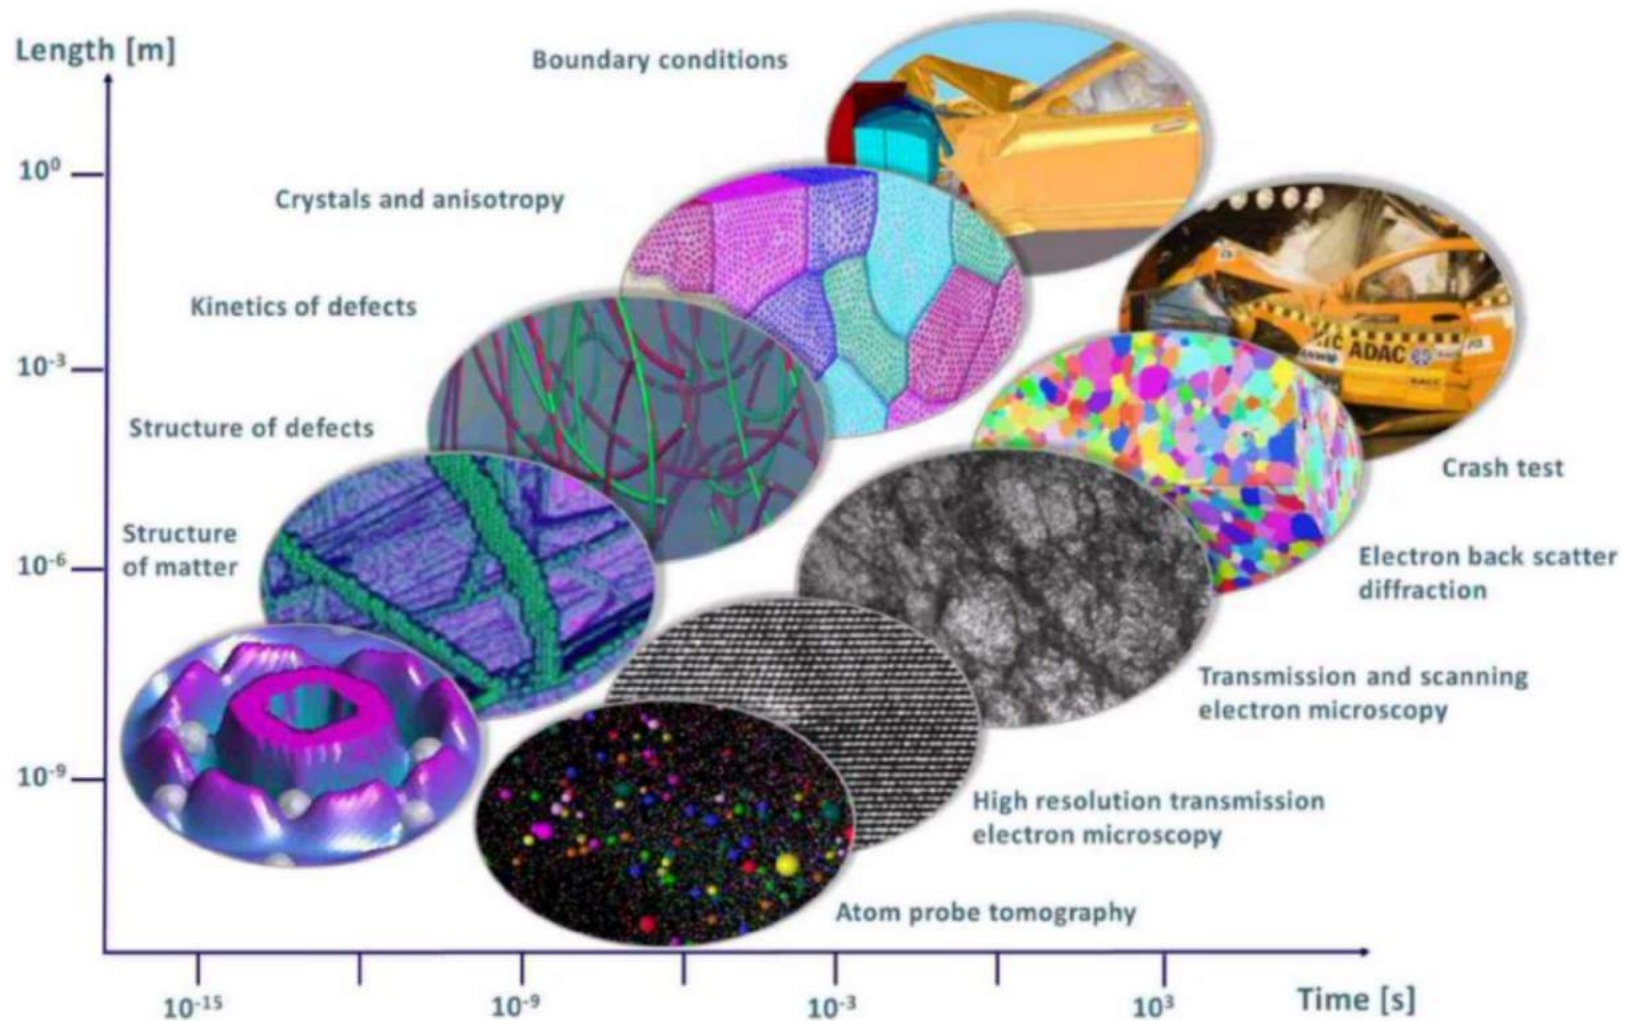 Length [m]
Boundary conditions
10⁰
Crystals and anisotropy
Kinetics of defects
10⁻³
ADAC
Structure of defects
Crash test
Structure
of matter
10⁻⁶
Electron back scatter
diffraction
Transmission and scanning
electron microscopy
10⁻⁹
High resolution transmission
electron microscopy
Atom probe tomography
10⁻¹⁵
10⁻⁹
10⁻³
10³
Time [s]